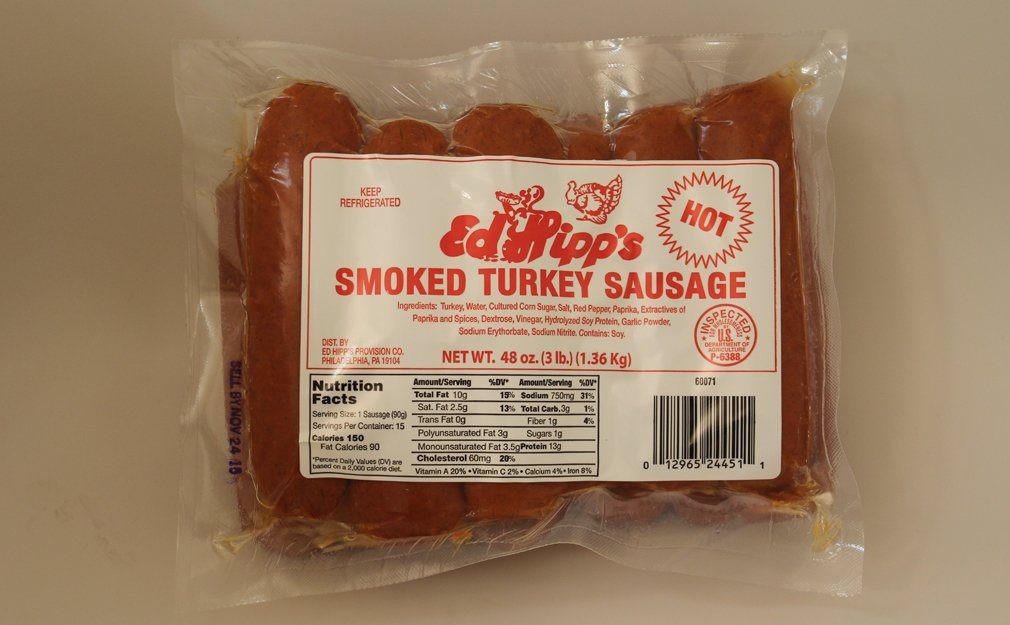 KEEP
REFRIGERATED
Ed Hipp's
HOT
SMOKED TURKEY SAUSAGE
Ingredients: Turkey, Water, Cultured Corn Sugar, Salt, Red Pepper, Paprika, Extractives of
Paprika and Spices, Dextrose, Vinegar, Hydrolyzed Soy Protein, Garlic Powder,
Sodium Erythorbate, Sodium Nitrite. Contains: Soy.
INSPECTED
FOR WHOLESOMENESS BY
U.S.
DEPARTMENT OF
AGRICULTURE
P-6388
DIST. BY
ED HIPP'S PROVISION CO.
PHILADELPHIA, PA 19104
NET WT. 48 oz. (3 lb.) (1.36 Kg)
Nutrition
Facts
Serving Size: 1 Sausage (90g)
Servings Per Container: 15
Calories 150
Fat Calories 90
*Percent Daily Values (DV) are
based on a 2,000 calorie diet.
Amount/Serving %DV* Amount/Serving %DV*
Total Fat 10g 15% Sodium 750mg 31%
Sat. Fat 2.5g 13% Total Carb. 3g 1%
Trans Fat 0g Fiber 1g 4%
Polyunsaturated Fat 3g Sugars 1g
Monounsaturated Fat 3.5g Protein 13g
Cholesterol 60mg 20%
Vitamin A 20% • Vitamin C 2% • Calcium 4% • Iron 8%
60071
0 12965 24451 1
SELL BY NOV 24 15